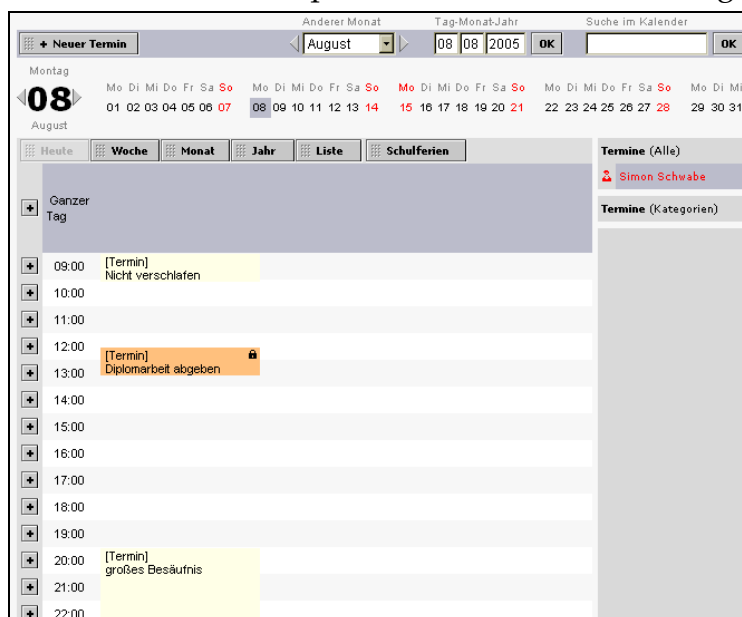 Anderer Monat Tag-Monat-Jahr Suche im Kalender
+ Neuer Termin August 08 08 2005 OK OK
Montag
Mo Di Mi Do Fr Sa So Mo Di Mi Do Fr Sa So Mo Di Mi Do Fr Sa So Mo Di Mi Do Fr Sa So Mo Di Mi
08 01 02 03 04 05 06 07 08 09 10 11 12 13 14 15 16 17 18 19 20 21 22 23 24 25 26 27 28 29 30 31
August
Heute Woche Monat Jahr Liste Schulferien Termine (Alle)
Simon Schwabe
+ Ganzer Tag
Termine (Kategorien)
+ 09:00 [Termin]
Nicht verschlafen
+ 10:00
+ 11:00
+ 12:00 [Termin]
+ 13:00 Diplomarbeit abgeben
+ 14:00
+ 15:00
+ 16:00
+ 17:00
+ 18:00
+ 19:00
+ 20:00 [Termin]
großes Besäufnis
+ 21:00
+ 22:00